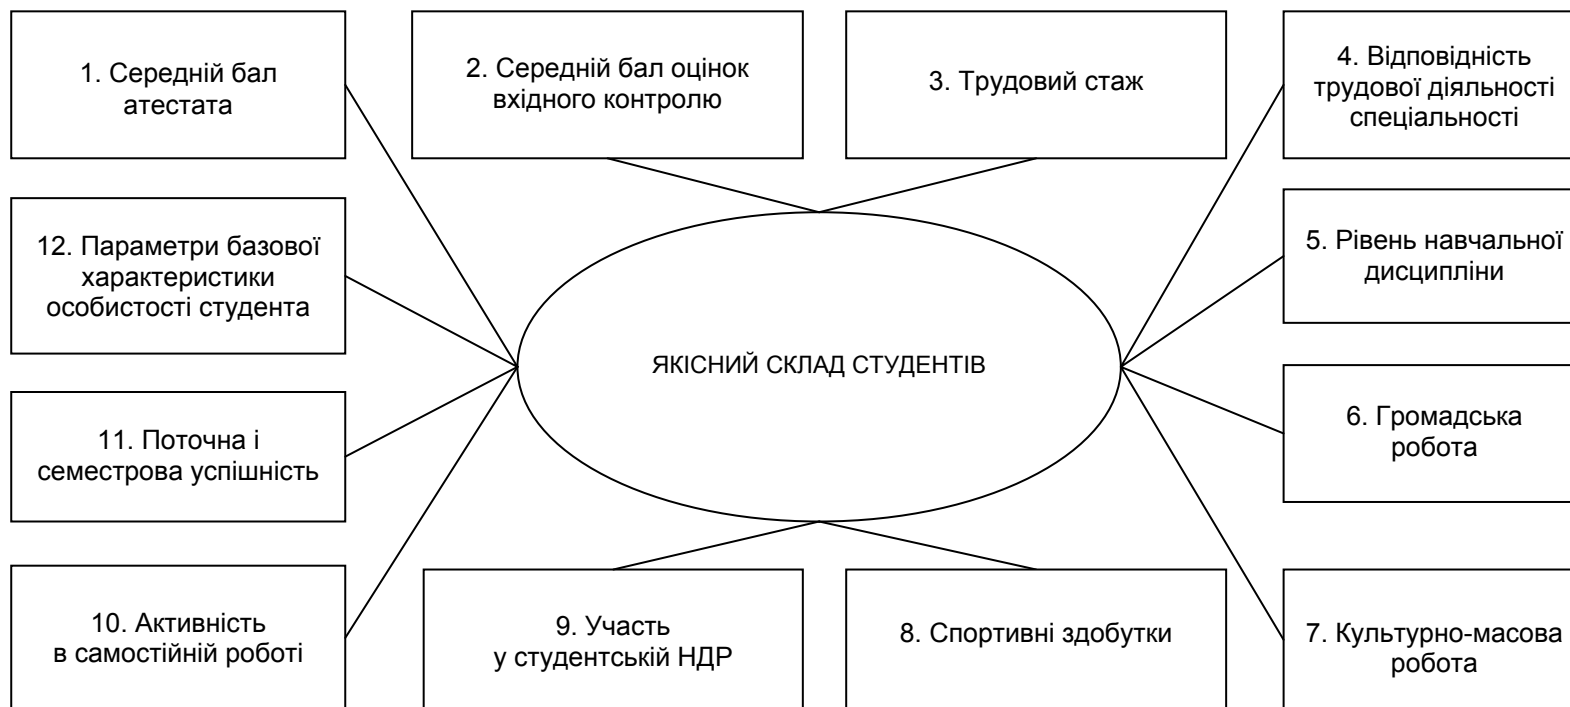 1. Середній бал
атестата
2. Середній бал оцінок
вхідного контролю
3. Трудовий стаж
4. Відповідність
трудової діяльності
спеціальності
12. Параметри базової
характеристики
особистості студента
5. Рівень навчальної
дисципліни
ЯКІСНИЙ СКЛАД СТУДЕНТІВ
11. Поточна і
семестрова успішність
6. Громадська
робота
10. Активність
в самостійній роботі
9. Участь
у студентській НДР
8. Спортивні здобутки
7. Культурно-масова
робота